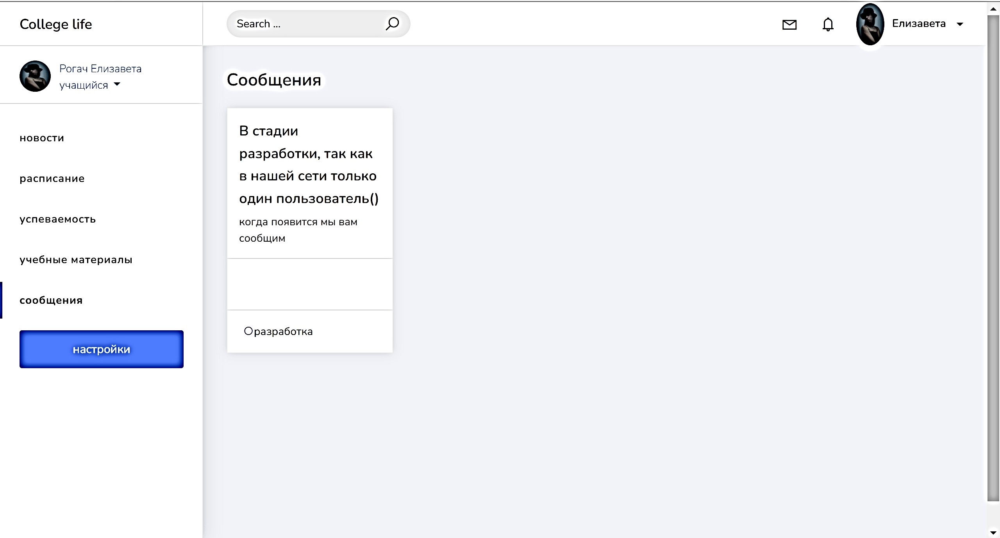 College life
Search ...
Елизавета
Рогач Елизавета
учащийся
новости
расписание
успеваемость
учебные материалы
сообщения
настройки
Сообщения
В стадии
разработки, так как
в нашей сети только
один пользователь()
когда появится мы вам
сообщим
разработка